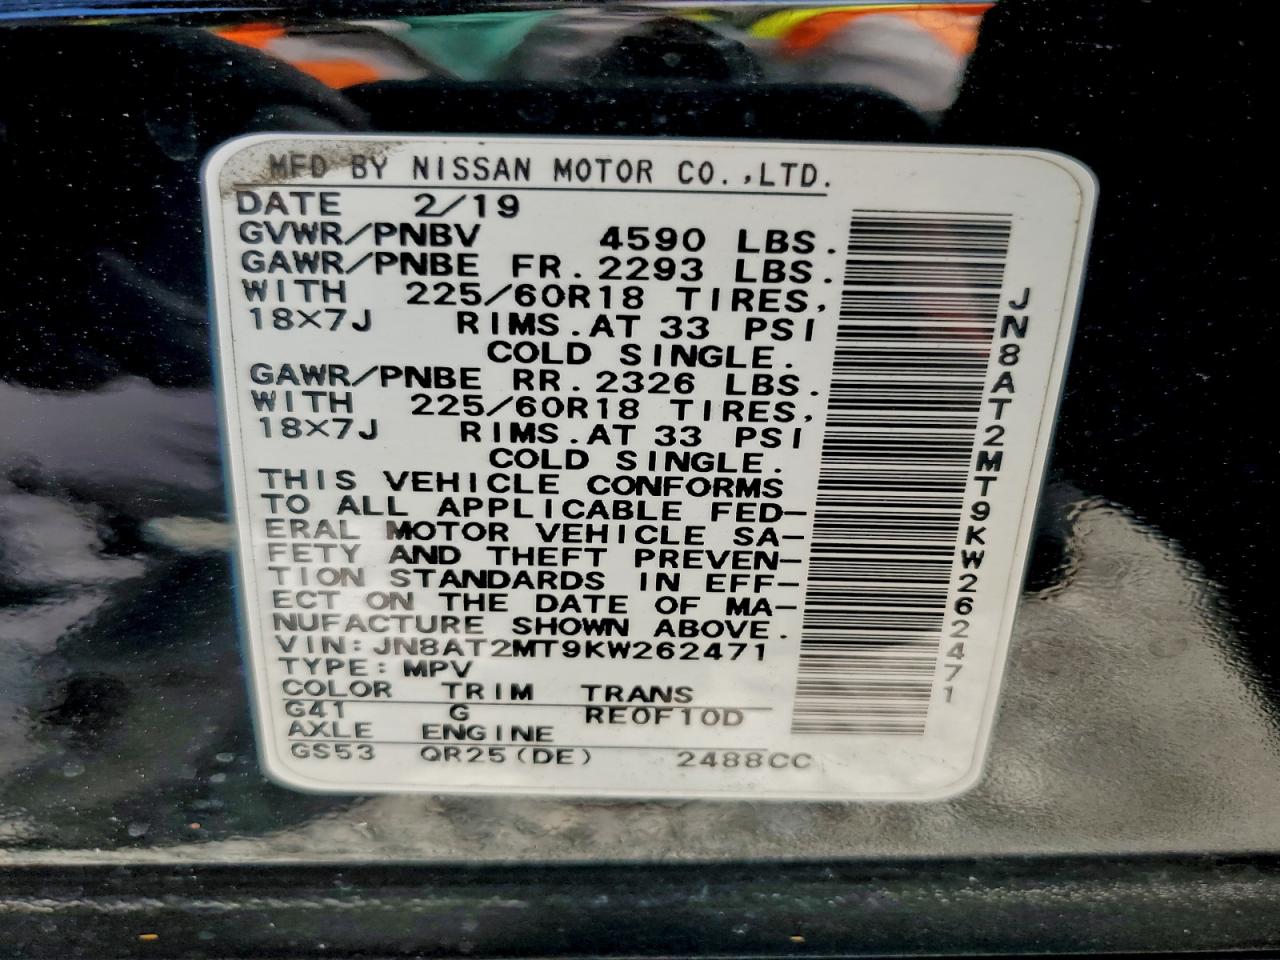 MFD BY NISSAN MOTOR CO.,LTD.
DATE 2/19
GVWR/PNBV 4590 LBS.
GAWR/PNBE FR.2293 LBS.
WITH 225/60R18 TIRES,
18X7J RIMS.AT 33 PSI
COLD SINGLE.
GAWR/PNBE RR.2326 LBS.
WITH 225/60R18 TIRES,
18X7J RIMS.AT 33 PSI
COLD SINGLE.
THIS VEHICLE CONFORMS
TO ALL APPLICABLE FED-
ERAL MOTOR VEHICLE SA-
FETY AND THEFT PREVEN-
TION STANDARDS IN EFF-
ECT ON THE DATE OF MA-
NUFACTURE SHOWN ABOVE.
VIN: JN8AT2MT9KW262471
TYPE: MPV
COLOR TRIM TRANS
G41 G RE0F10D
AXLE ENGINE
GS53 QR25(DE) 2488CC
JN8AT2MT9KW262471